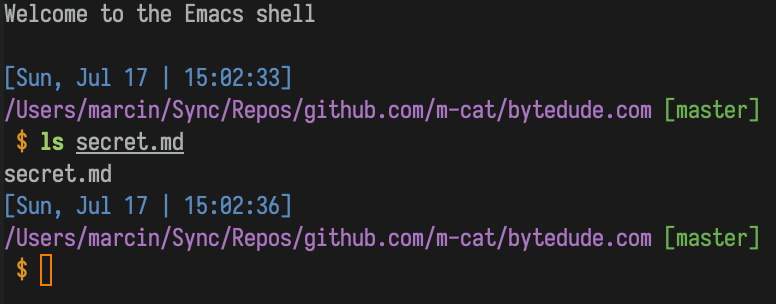 Welcome to the Emacs shell
[Sun, Jul 17 | 15:02:33]
/Users/marcin/Sync/Repos/github.com/m-cat/bytedude.com [master]
$ ls secret.md
secret.md
[Sun, Jul 17 | 15:02:36]
/Users/marcin/Sync/Repos/github.com/m-cat/bytedude.com [master]
$